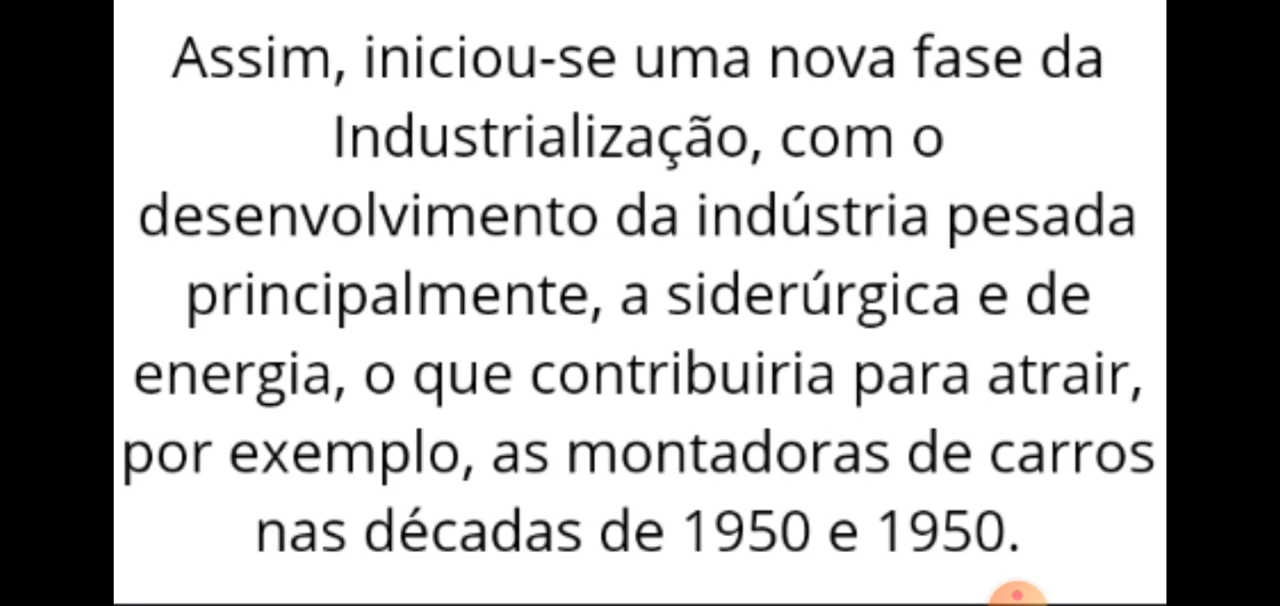 Assim, iniciou-se uma nova fase da
Industrialização, com o
desenvolvimento da indústria pesada
principalmente, a siderúrgica e de
energia, o que contribuiria para atrair,
por exemplo, as montadoras de carros
nas décadas de 1950 e 1950.